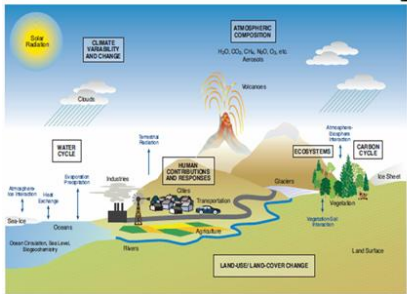 Solar
Radiation
CLIMATE
VARIABILITY
AND CHANGE
ATMOSPHERIC
COMPOSITION
H₂O, CO₂, CH₄, N₂O, O₃, etc.
Aerosols
Clouds
Volcanoes
WATER
CYCLE
Terrestrial
Radiation
HUMAN
CONTRIBUTIONS
AND RESPONSES
Atmosphere-
Biosphere
Interaction
ECOSYSTEMS
CARBON
CYCLE
Atmosphere-
Ice
Interaction
Heat
Exchange
Evaporation
Precipitation
Industries
Cities
Transportation
Glaciers
Ice Sheet
Vegetation
Sea-Ice
Oceans
Agriculture
Vegetation-Soil
Interaction
Ocean Circulation, Sea Level,
Biogeochemistry
Rivers
Land Surface
LAND-USE/ LAND-COVER CHANGE